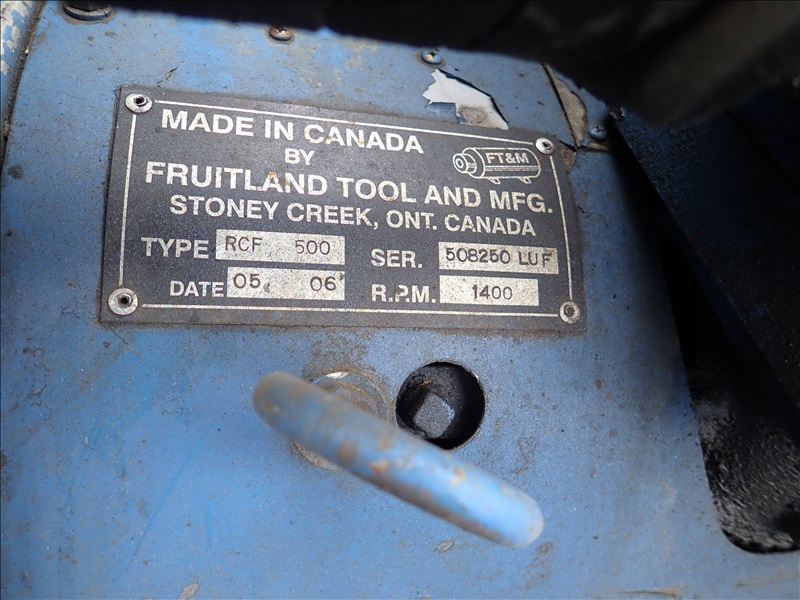 MADE IN CANADA
BY
FT&M
FRUITLAND TOOL AND MFG.
STONEY CREEK, ONT. CANADA
TYPE RCF 500 SER. 508250 LUF
DATE 05 06 R.P.M. 1400